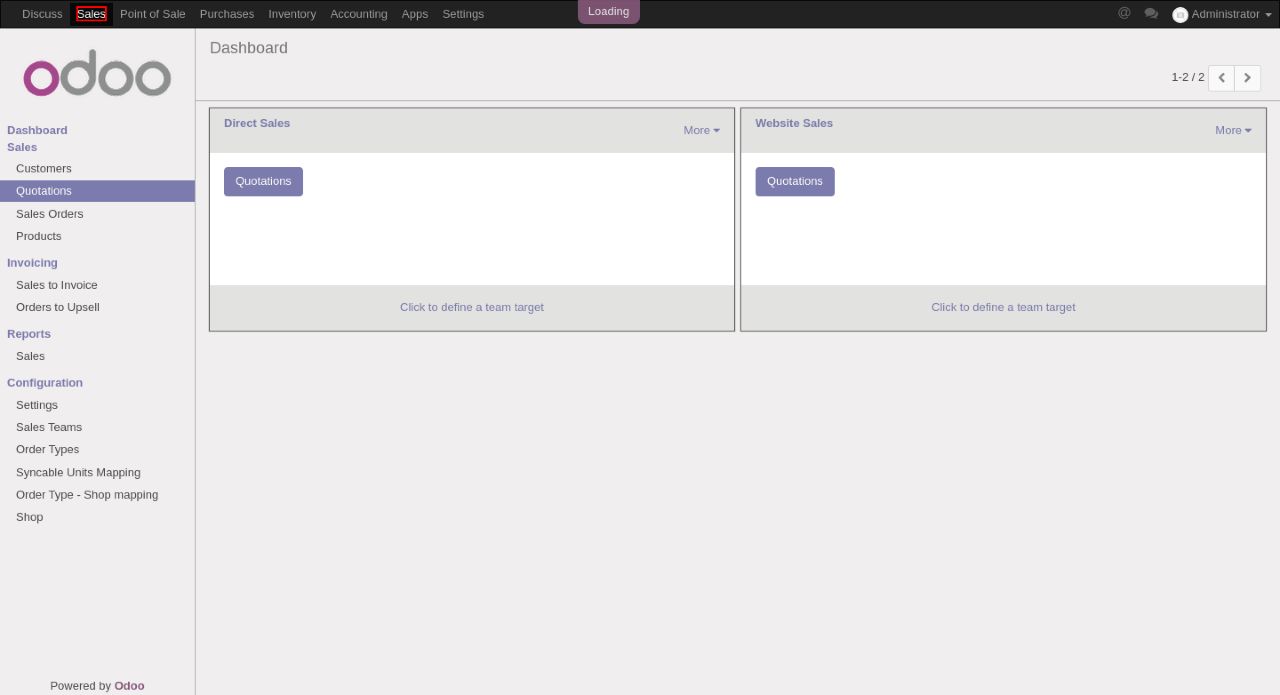 Discuss Sales Point of Sale Purchases Inventory Accounting Apps Settings Loading @ Administrator
odoo
Dashboard
1-2 / 2
Dashboard
Sales
Customers
Quotations
Sales Orders
Products
Invoicing
Sales to Invoice
Orders to Upsell
Reports
Sales
Configuration
Settings
Sales Teams
Order Types
Syncable Units Mapping
Order Type - Shop mapping
Shop
Powered by Odoo
Direct Sales
More
Quotations
Click to define a team target
Website Sales
More
Quotations
Click to define a team target